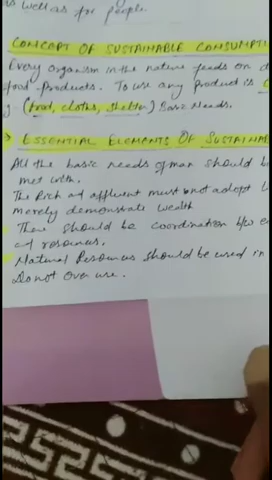 as well as for people.
CONCEPT OF SUSTAINABLE CONSUMPTI
Every organism in the nature feeds on d
food products. To use any product is
g. (food, cloths, shelter) Basic Needs.
ESSENTIAL ELEMENTS OF SUSTAINA
All the basic needs of man should b
met with.
The Rich and affluent must not adopt
merely demonstrate wealth
There should be coordination b/w e
of resources.
Natural Resources should be used in
Do not over use.